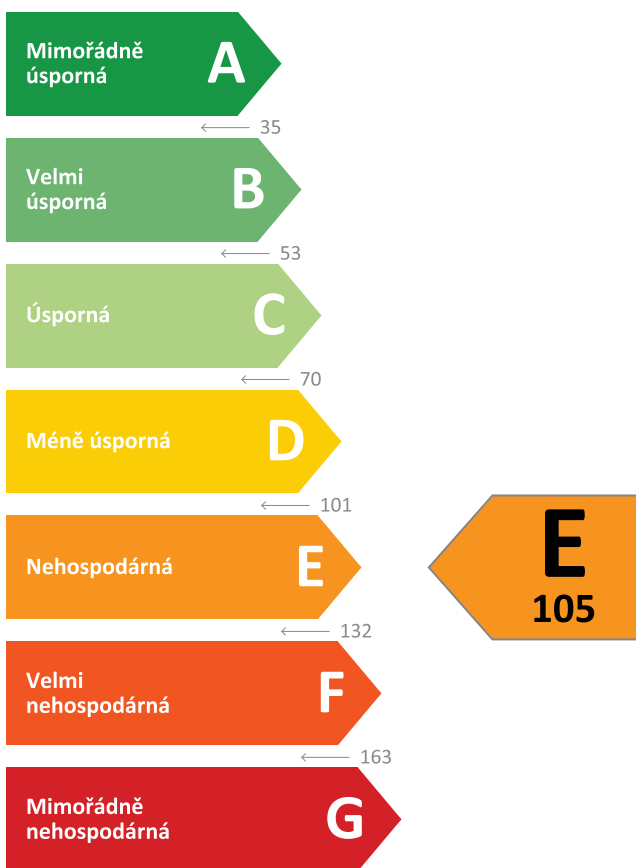 Mimořádně
úsporná
A
35
Velmi
úsporná
B
53
Úsporná
C
70
Méně úsporná
D
101
Nehospodárná
E
E
105
132
Velmi
nehospodárná
F
163
Mimořádně
nehospodárná
G